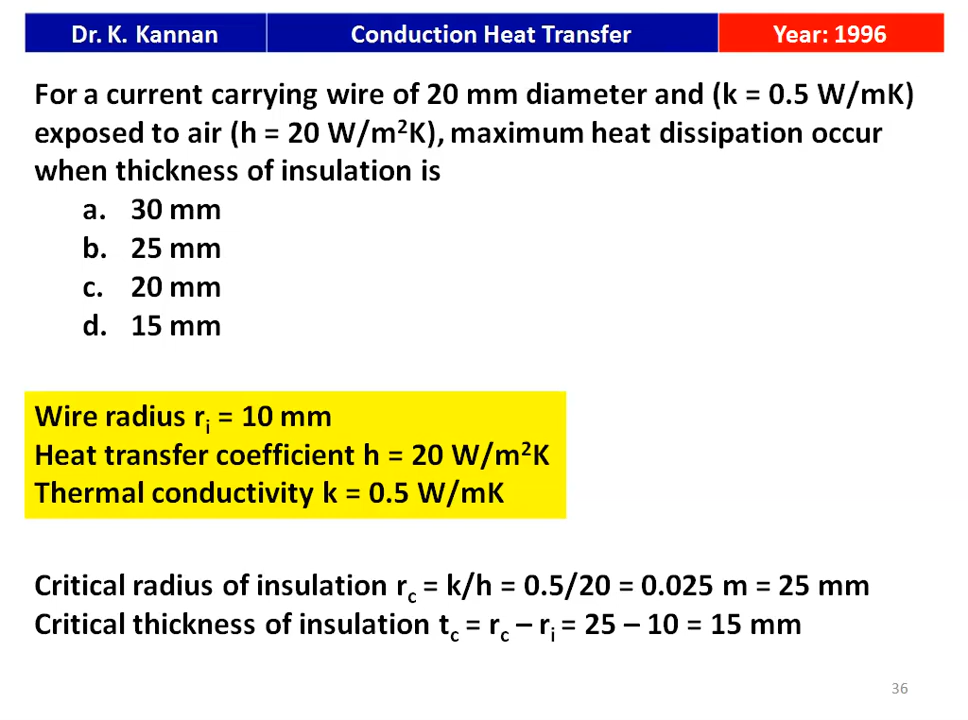 Dr. K. Kannan Conduction Heat Transfer Year: 1996
For a current carrying wire of 20 mm diameter and (k = 0.5 W/mK)
exposed to air (h = 20 W/m²K), maximum heat dissipation occur
when thickness of insulation is
a. 30 mm
b. 25 mm
c. 20 mm
d. 15 mm
Wire radius rᵢ = 10 mm
Heat transfer coefficient h = 20 W/m²K
Thermal conductivity k = 0.5 W/mK
Critical radius of insulation r_c = k/h = 0.5/20 = 0.025 m = 25 mm
Critical thickness of insulation t_c = r_c – rᵢ = 25 – 10 = 15 mm
36